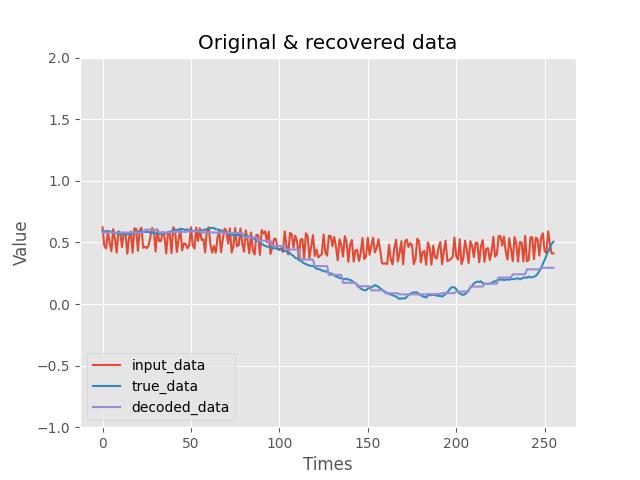 Original & recovered data
2.0
1.5
1.0
0.5
0.0
−0.5
−1.0
Value
input_data
true_data
decoded_data
0 50 100 150 200 250
Times